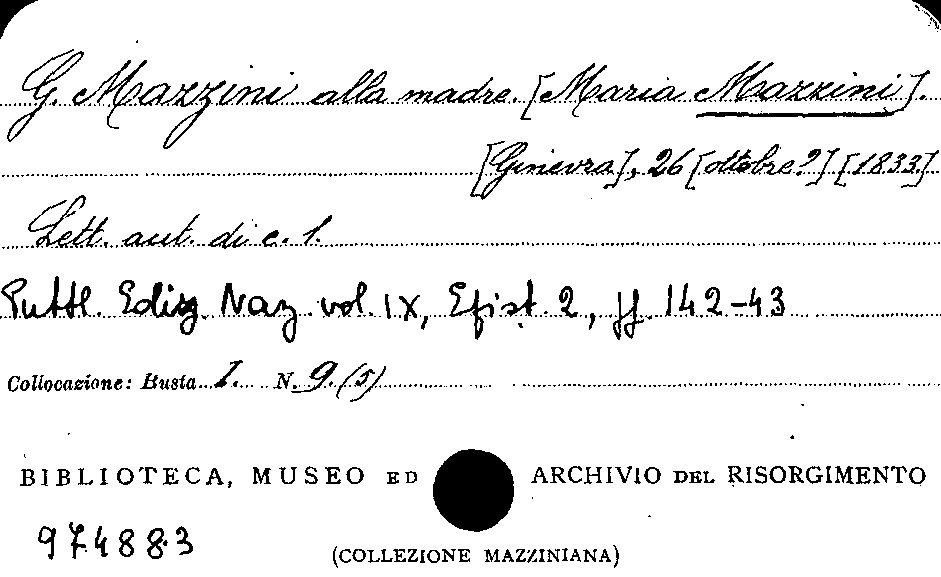 G. Mazzini alla madre. [Maria Mazzini].
[Ginevra], 26 [ottobre?] [1833]
Lett. aut. di c. 1.
Pubbl. Ediz. Naz. vol. IX, Epist. 2, pp. 142-43
Collocazione: Busta I. N. 9. (5)
BIBLIOTECA, MUSEO ED ARCHIVIO DEL RISORGIMENTO
974883
(COLLEZIONE MAZZINIANA)